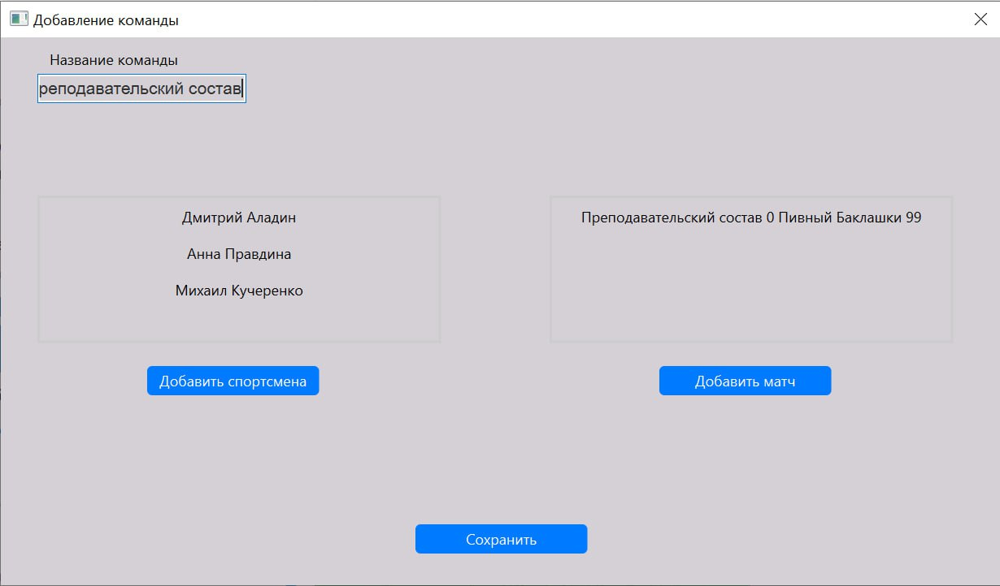 Добавление команды
Название команды
реподавательский состав
Дмитрий Аладин
Анна Правдина
Михаил Кучеренко
Преподавательский состав 0 Пивный Баклашки 99
Добавить спортсмена
Добавить матч
Сохранить